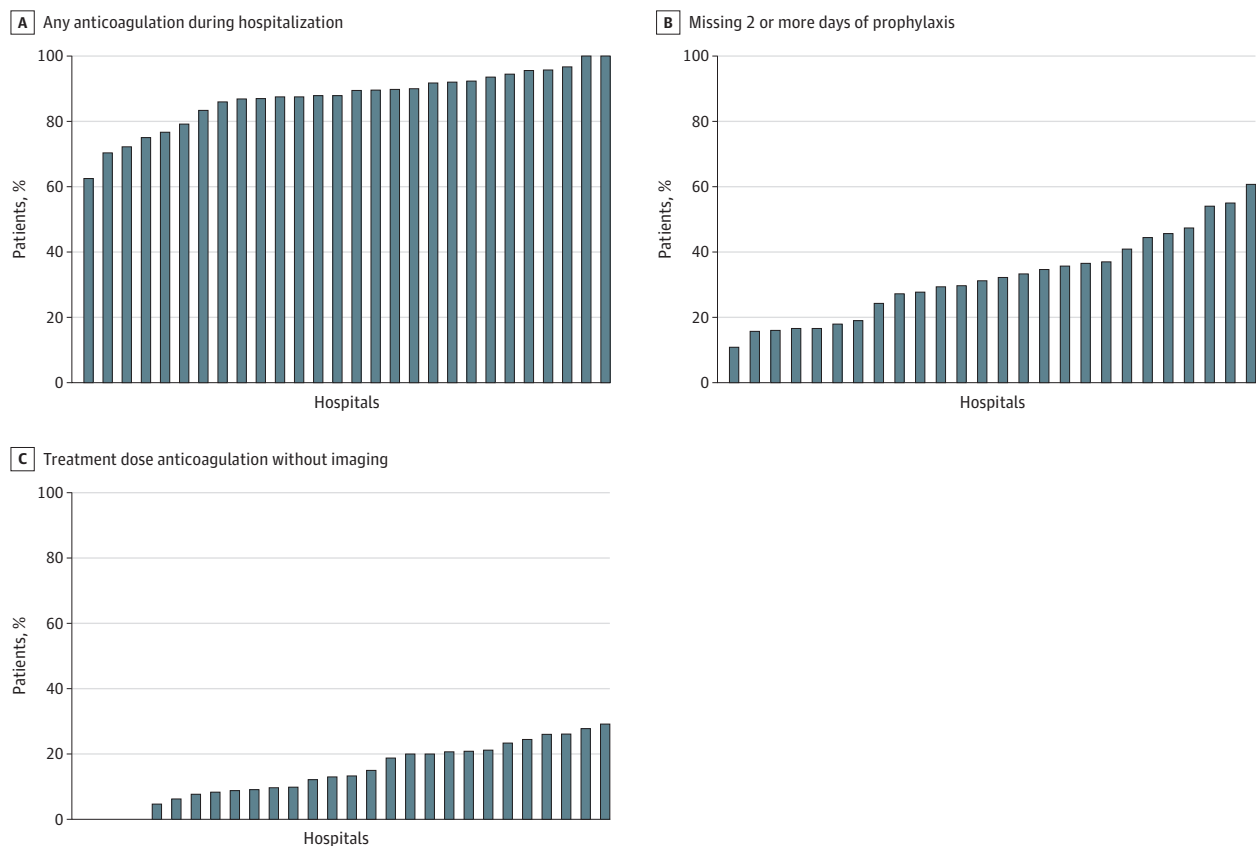 A Any anticoagulation during hospitalization
100
80
60
40
20
0
Patients, %
Hospitals
B Missing 2 or more days of prophylaxis
100
80
60
40
20
0
Patients, %
Hospitals
C Treatment dose anticoagulation without imaging
100
80
60
40
20
0
Patients, %
Hospitals